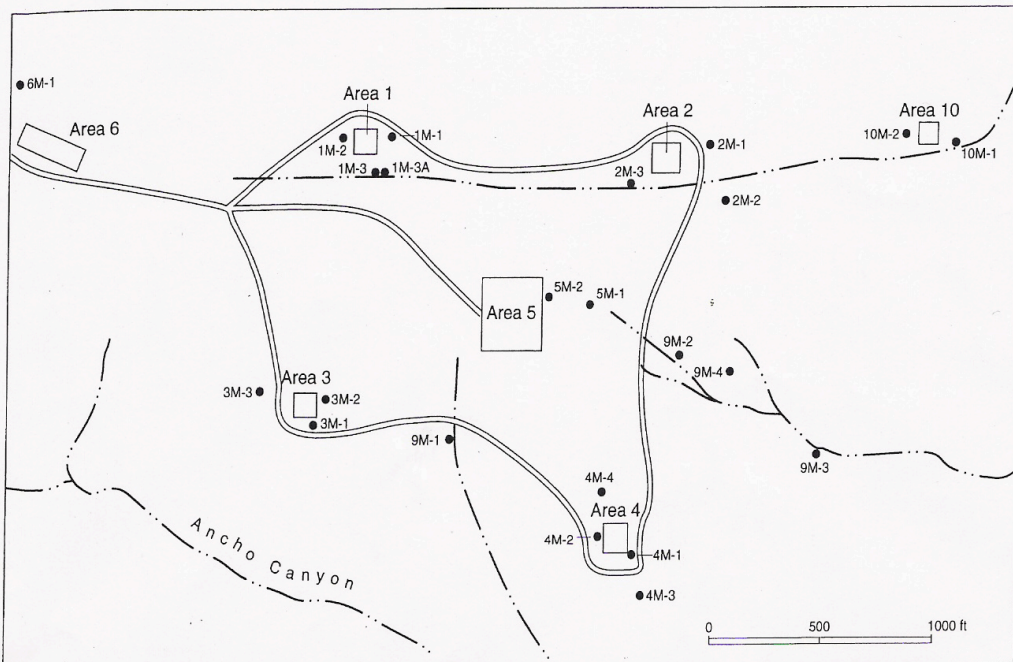 6M-1
Area 6
Area 1
1M-2
1M-1
1M-3
1M-3A
Area 2
2M-1
2M-3
2M-2
Area 10
10M-2
10M-1
5M-2
5M-1
Area 5
9M-2
9M-4
9M-3
3M-3
Area 3
3M-2
3M-1
9M-1
4M-4
Area 4
4M-2
4M-1
4M-3
Ancho Canyon
0 500 1000 ft